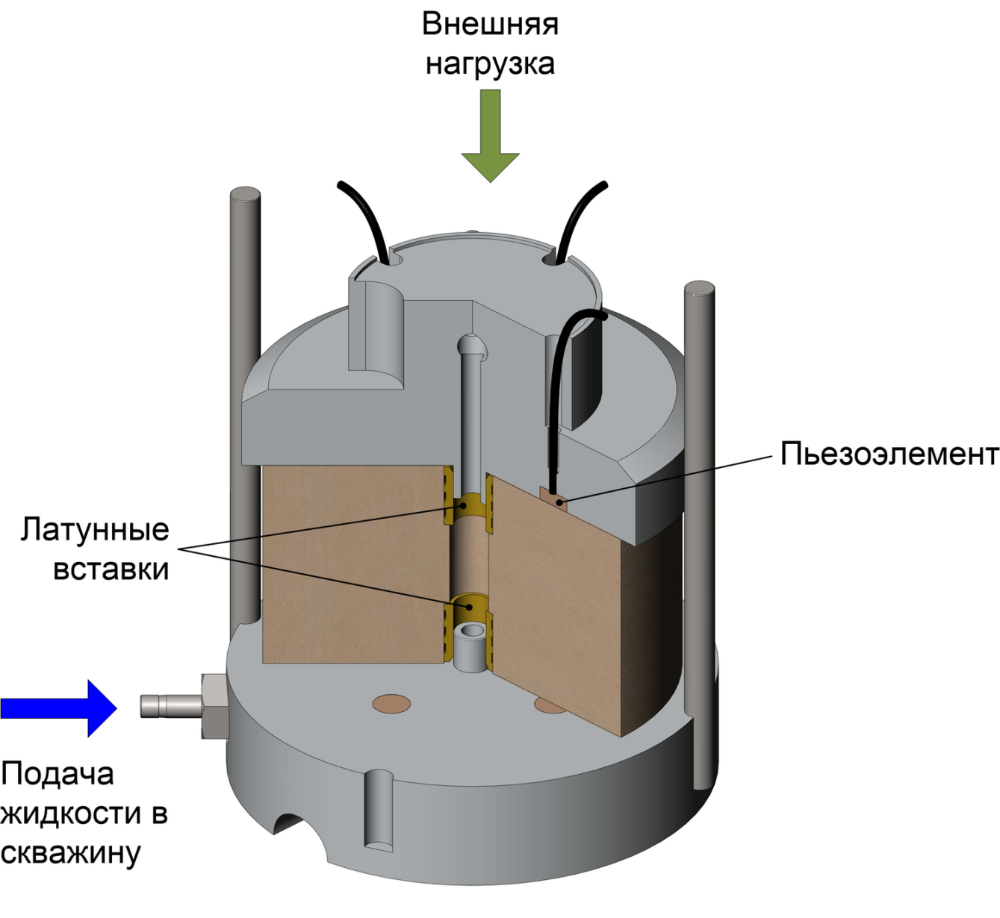 Внешняя
нагрузка
Пьезоэлемент
Латунные
вставки
Подача
жидкости в
скважину